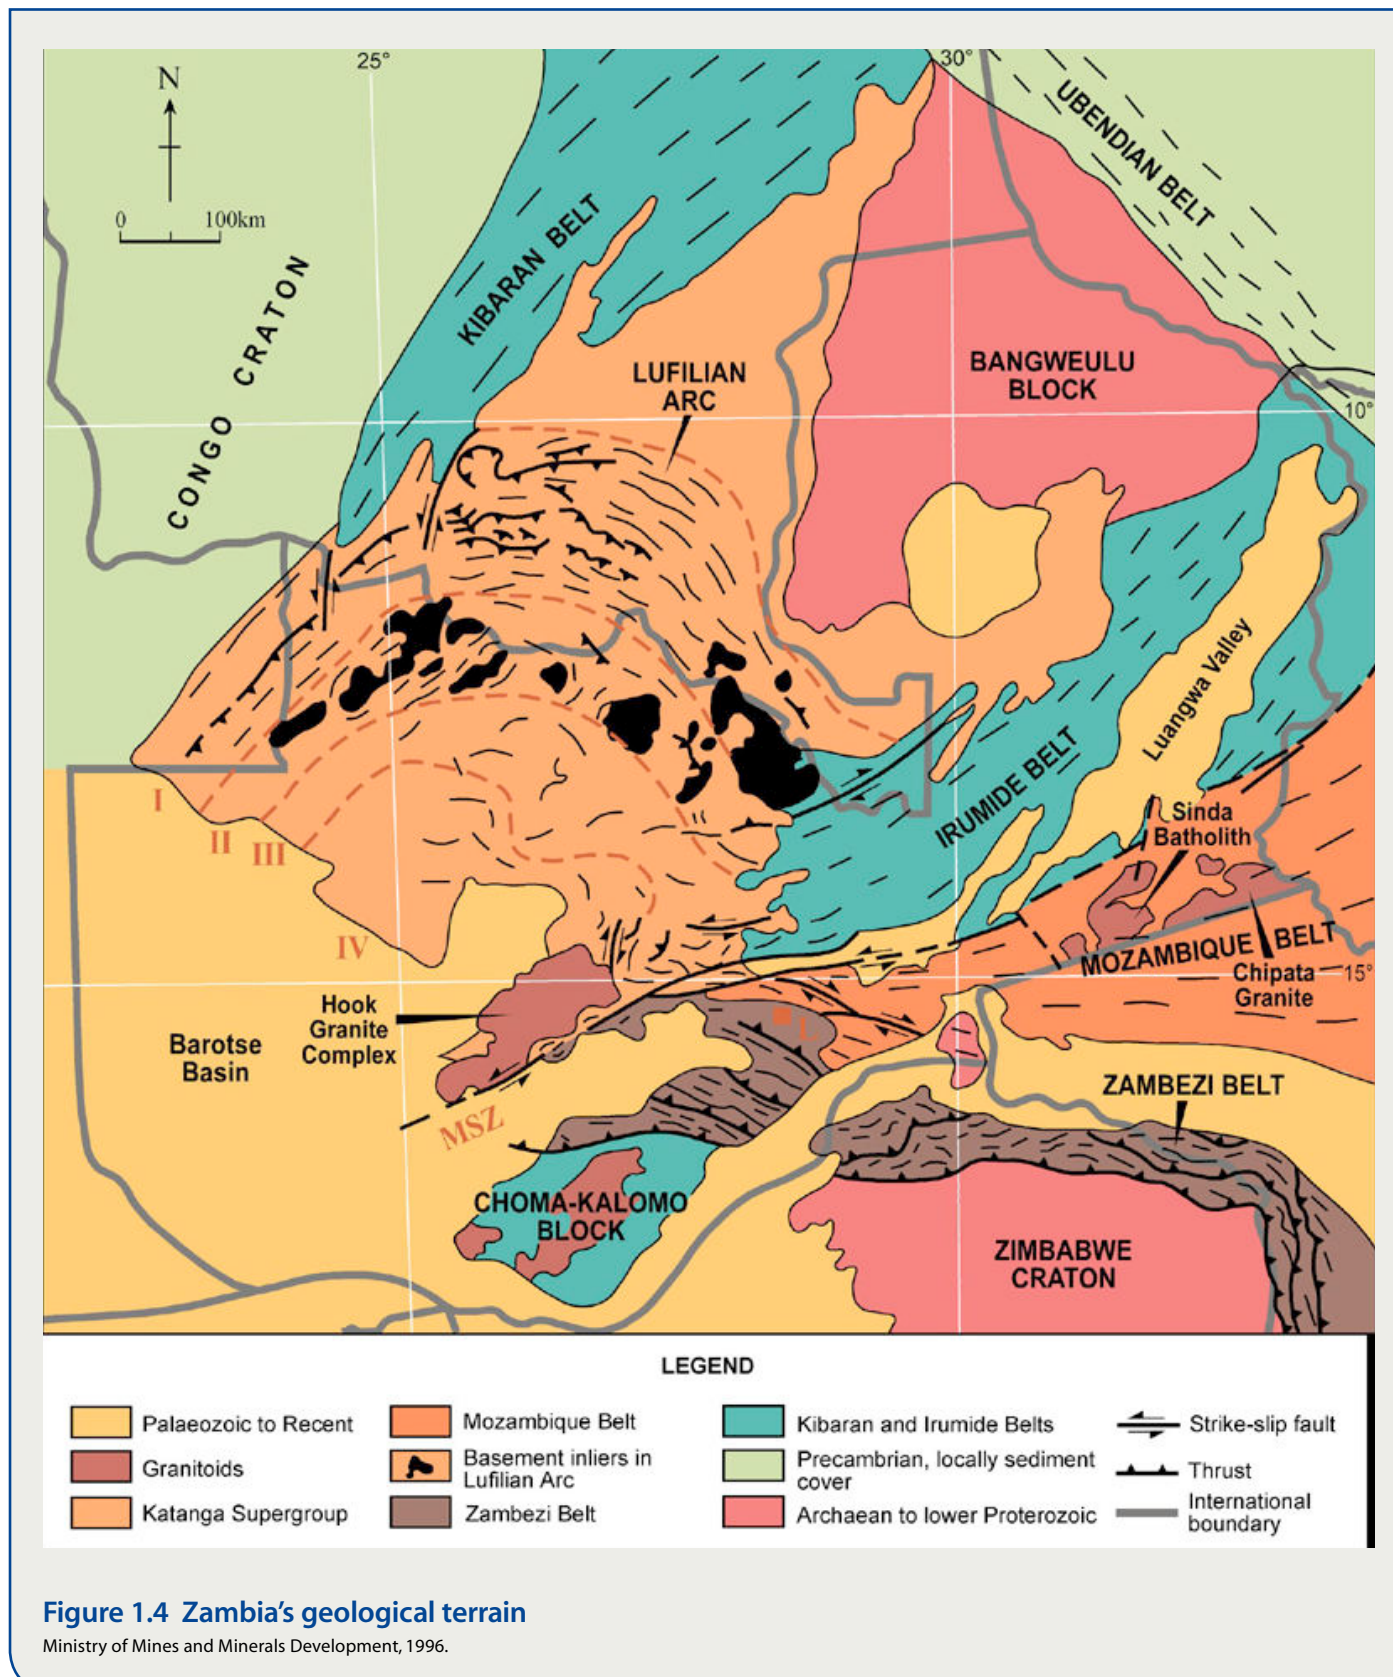 25°
30°
N
0
100km
UBENDIAN BELT
KIBARAN BELT
CONGO CRATON
LUFILIAN
ARC
BANGWEULU
BLOCK
10°
Luangwa Valley
IRUMIDE BELT
Sinda
Batholith
I
II
III
IV
MOZAMBIQUE BELT
Chipata
Granite
15°
Hook
Granite
Complex
Barotse
Basin
L
MSZ
ZAMBEZI BELT
CHOMA-KALOMO
BLOCK
ZIMBABWE
CRATON
LEGEND
Palaeozoic to Recent
Granitoids
Katanga Supergroup
Mozambique Belt
Basement inliers in
Lufilian Arc
Zambezi Belt
Kibaran and Irumide Belts
Precambrian, locally sediment
cover
Archaean to lower Proterozoic
Strike-slip fault
Thrust
International
boundary
Figure 1.4 Zambia's geological terrain
Ministry of Mines and Minerals Development, 1996.